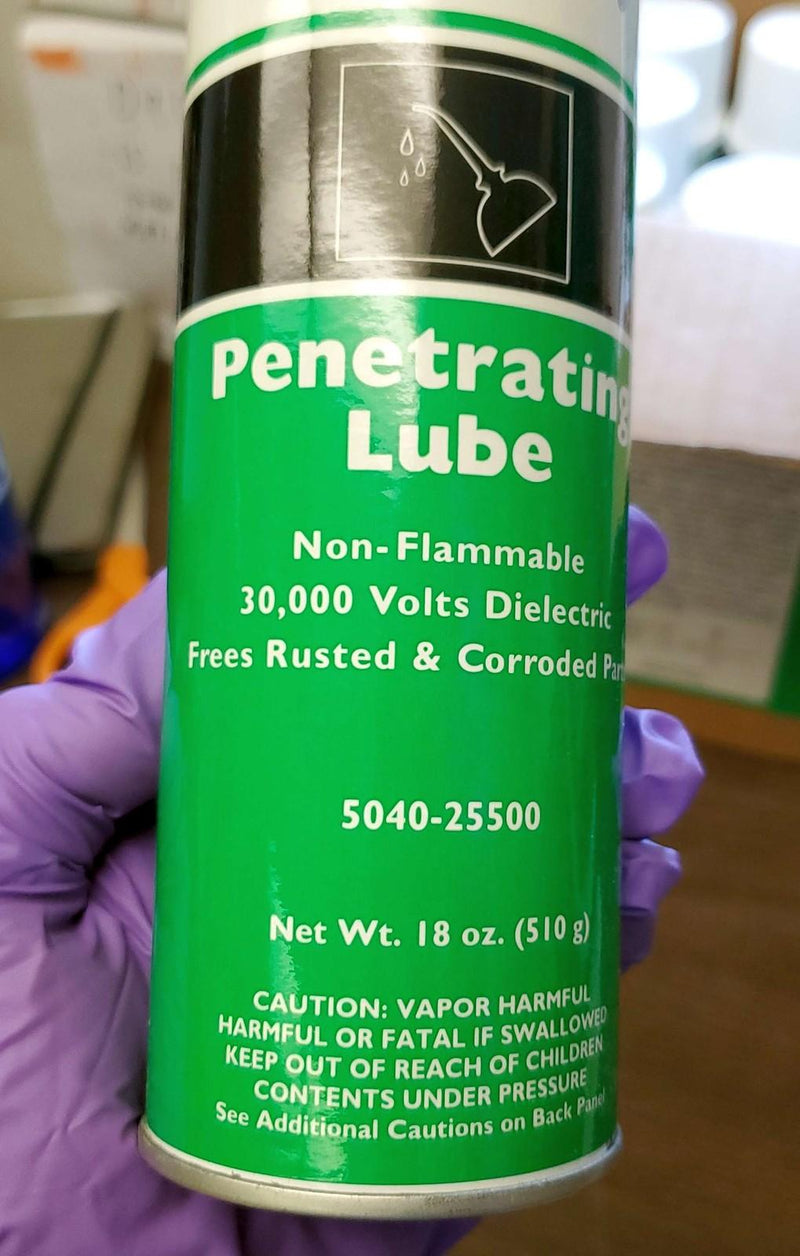 Penetrating
Lube
Non-Flammable
30,000 Volts Dielectric
Frees Rusted & Corroded Parts
5040-25500
Net Wt. 18 oz. (510 g)
CAUTION: VAPOR HARMFUL
HARMFUL OR FATAL IF SWALLOWED
KEEP OUT OF REACH OF CHILDREN
CONTENTS UNDER PRESSURE
See Additional Cautions on Back Panel